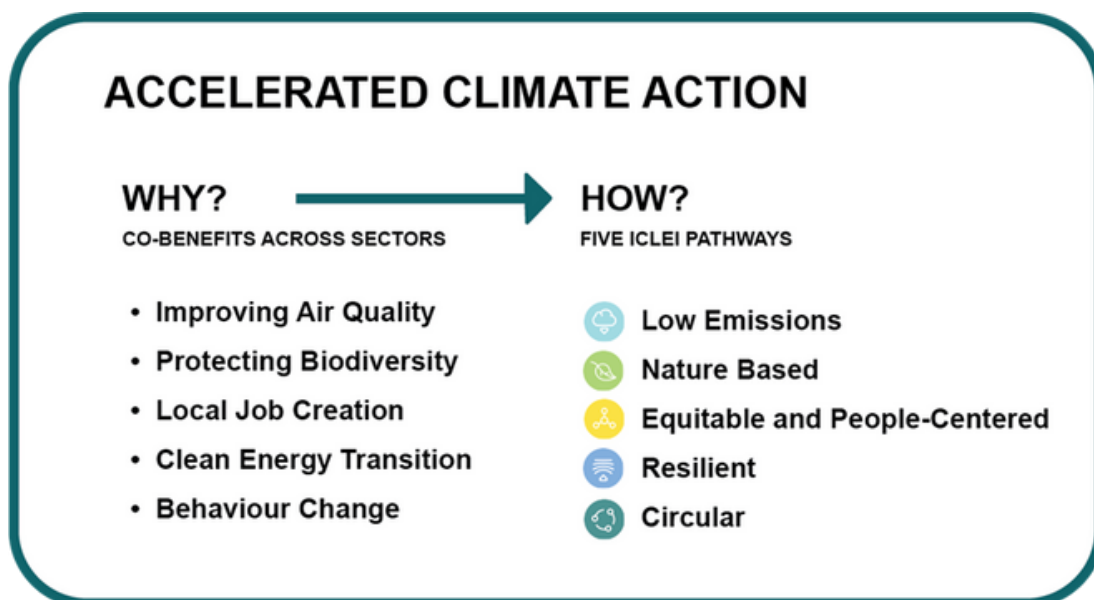 ACCELERATED CLIMATE ACTION
WHY?
CO-BENEFITS ACROSS SECTORS
• Improving Air Quality
• Protecting Biodiversity
• Local Job Creation
• Clean Energy Transition
• Behaviour Change
HOW?
FIVE ICLEI PATHWAYS
Low Emissions
Nature Based
Equitable and People-Centered
Resilient
Circular